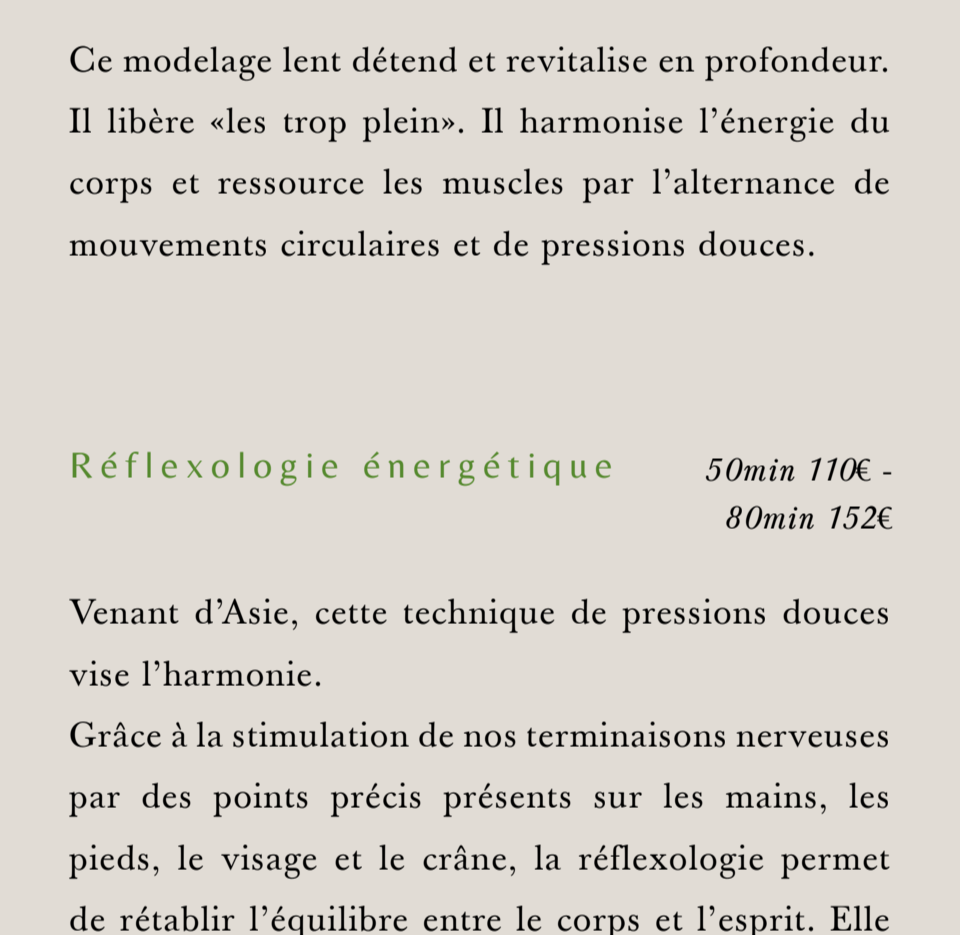 Ce modelage lent détend et revitalise en profondeur.
Il libère «les trop plein». Il harmonise l’énergie du
corps et ressource les muscles par l’alternance de
mouvements circulaires et de pressions douces.
Réflexologie énergétique
50min 110€ -
80min 152€
Venant d’Asie, cette technique de pressions douces
vise l’harmonie.
Grâce à la stimulation de nos terminaisons nerveuses
par des points précis présents sur les mains, les
pieds, le visage et le crâne, la réflexologie permet
de rétablir l’équilibre entre le corps et l’esprit. Elle